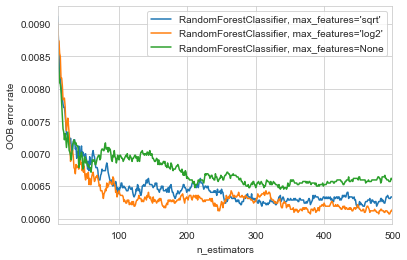 RandomForestClassifier, max_features='sqrt'
RandomForestClassifier, max_features='log2'
RandomForestClassifier, max_features=None
OOB error rate
0.0090
0.0085
0.0080
0.0075
0.0070
0.0065
0.0060
100 200 300 400 500
n_estimators